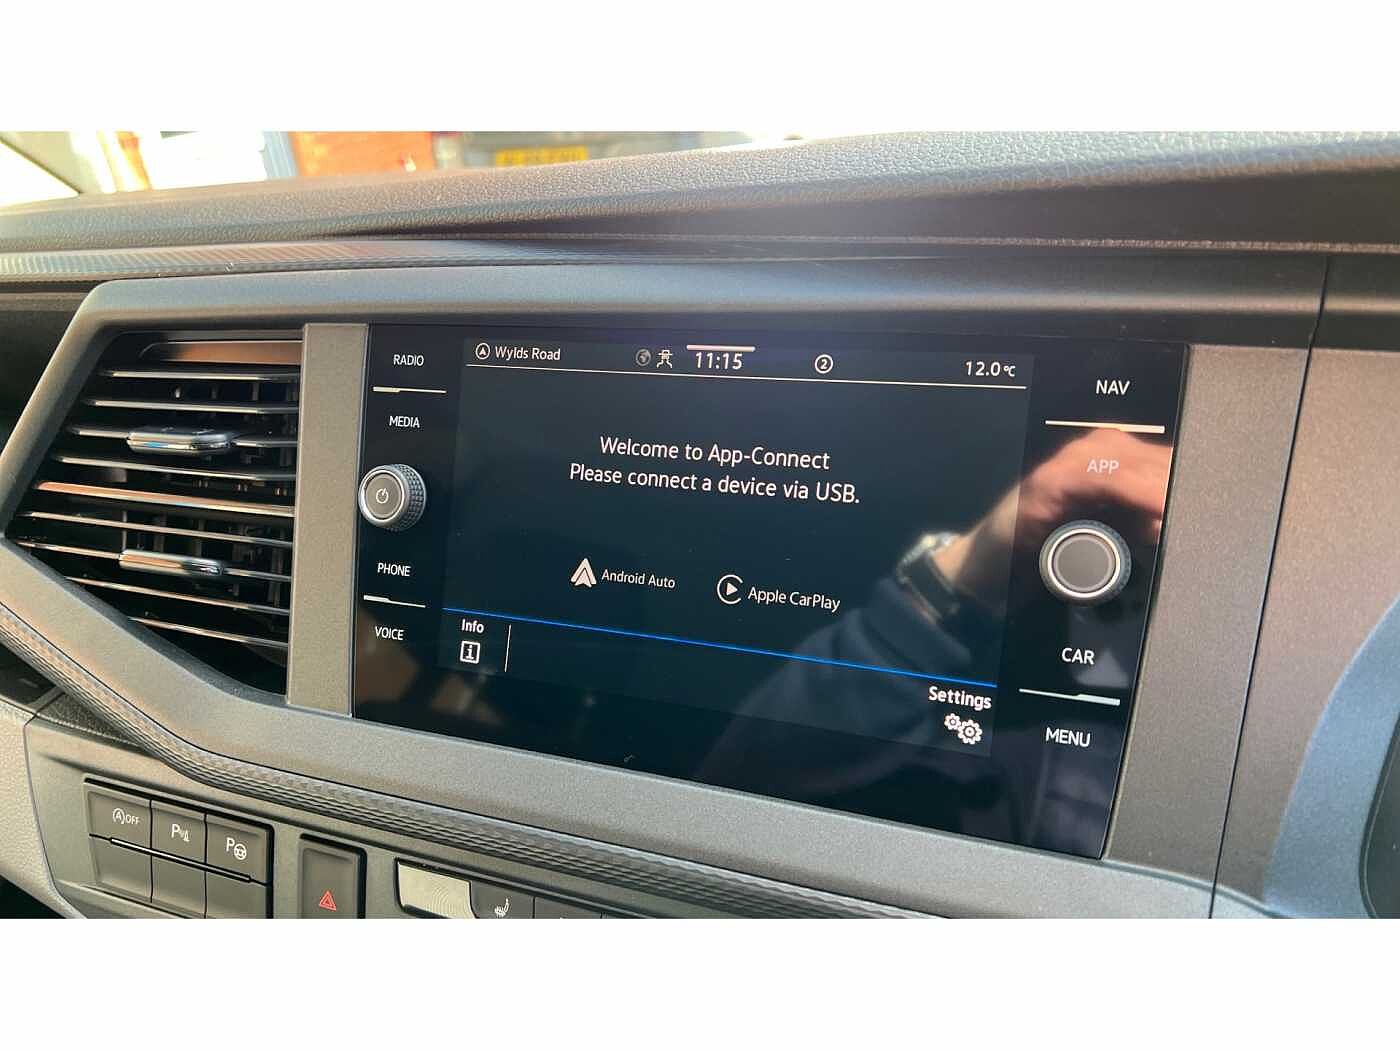 RADIO
MEDIA
PHONE
VOICE
Wylds Road
11:15
2
12.0°C
Welcome to App-Connect
Please connect a device via USB.
Android Auto
Apple CarPlay
Info
i
Settings
NAV
APP
CAR
MENU
A OFF
P
P